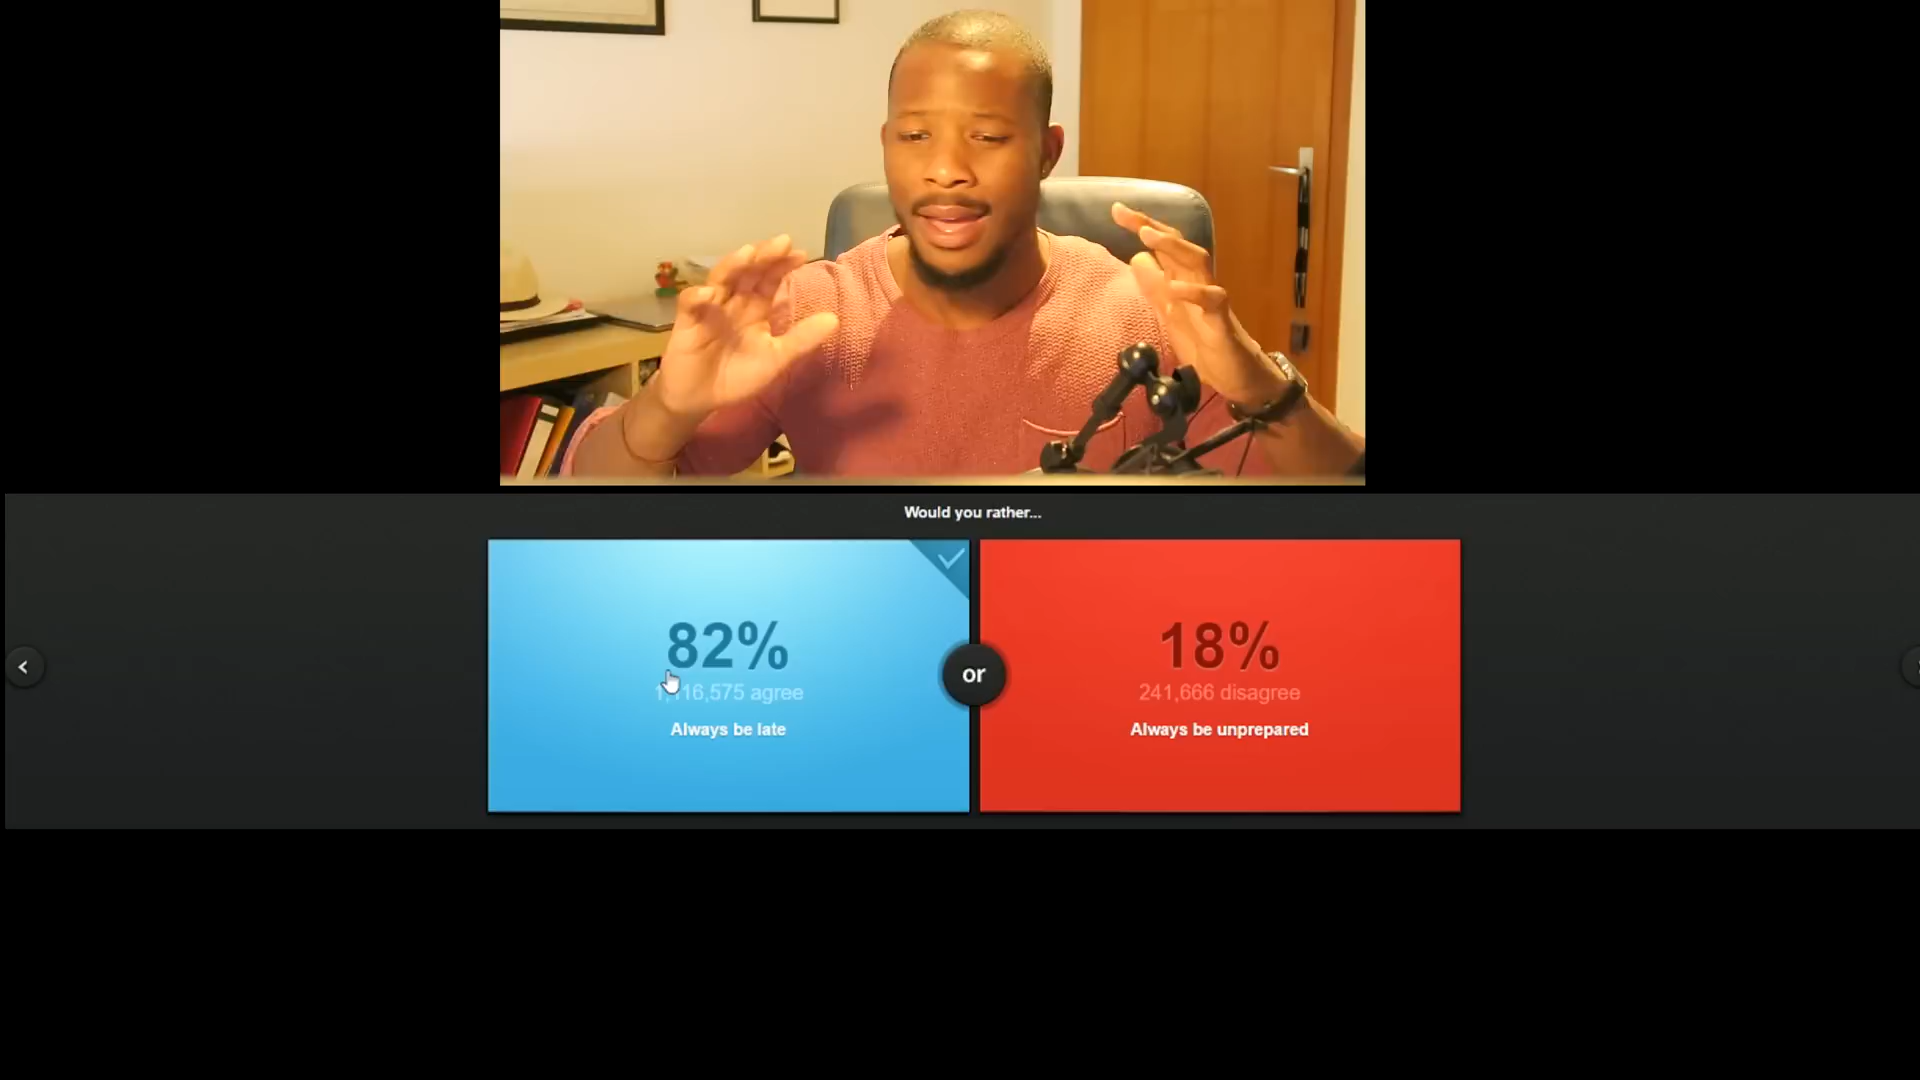 Would you rather...
82%
18%
or
agree
241,666 disagree
Always be late
Always be unprepared